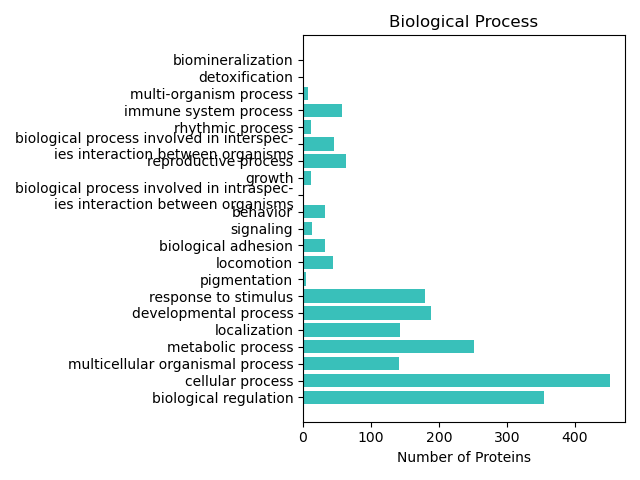 Biological Process
biomineralization
detoxification
multi-organism process
immune system process
rhythmic process
biological process involved in interspec-
ies interaction between organisms
reproductive process
growth
biological process involved in intraspec-
ies interaction between organisms
behavior
signaling
biological adhesion
locomotion
pigmentation
response to stimulus
developmental process
localization
metabolic process
multicellular organismal process
cellular process
biological regulation
0 100 200 300 400
Number of Proteins